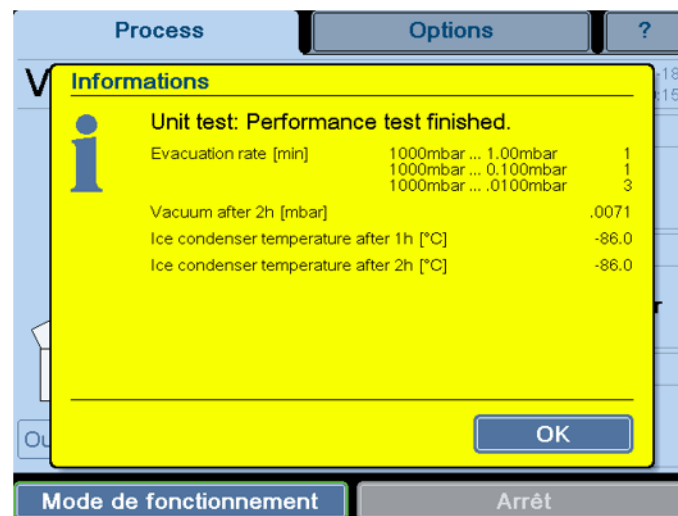 Process Options ?
V
Informations
Unit test: Performance test finished.
Evacuation rate [min] 1000mbar ... 1.00mbar 1
1000mbar ... 0.100mbar 1
1000mbar ... .0100mbar 3
Vacuum after 2h [mbar] .0071
Ice condenser temperature after 1h [°C] -86.0
Ice condenser temperature after 2h [°C] -86.0
r
OK
Ou
Mode de fonctionnement Arrêt